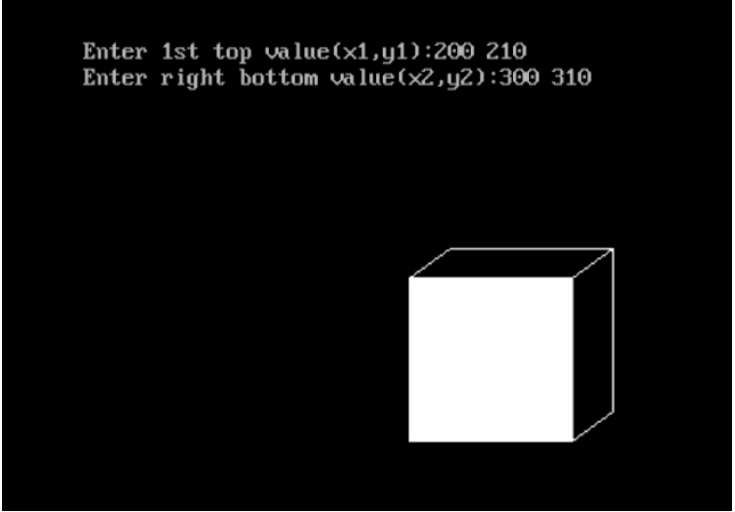 Enter 1st top value(x1,y1):200 210
Enter right bottom value(x2,y2):300 310